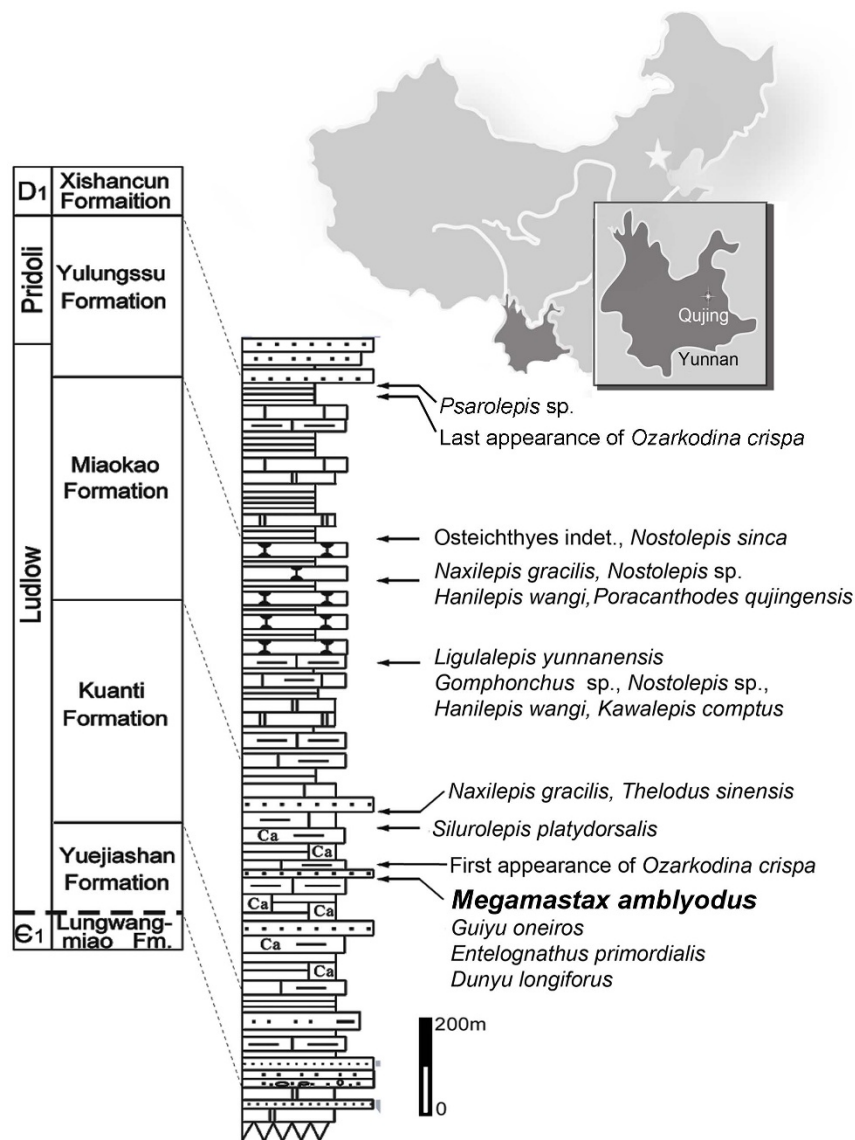 D1
Xishancun
Formaition
Pridoli
Yulungssu
Formation
Ludlow
Miaokao
Formation
Kuanti
Formation
Yuejiashan
Formation
Є1
Lungwang-
miao Fm.
Qujing
Yunnan
Psarolepis sp.
Last appearance of Ozarkodina crispa
Osteichthyes indet., Nostolepis sinca
Naxilepis gracilis, Nostolepis sp.
Hanilepis wangi, Poracanthodes qujingensis
Ligulalepis yunnanensis
Gomphonchus sp., Nostolepis sp.,
Hanilepis wangi, Kawalepis comptus
Naxilepis gracilis, Thelodus sinensis
Silurolepis platydorsalis
First appearance of Ozarkodina crispa
Megamastax amblyodus
Guiyu oneiros
Entelognathus primordialis
Dunyu longiforus
Ca
Ca
Ca
Ca
Ca
Ca
Ca
200m
0